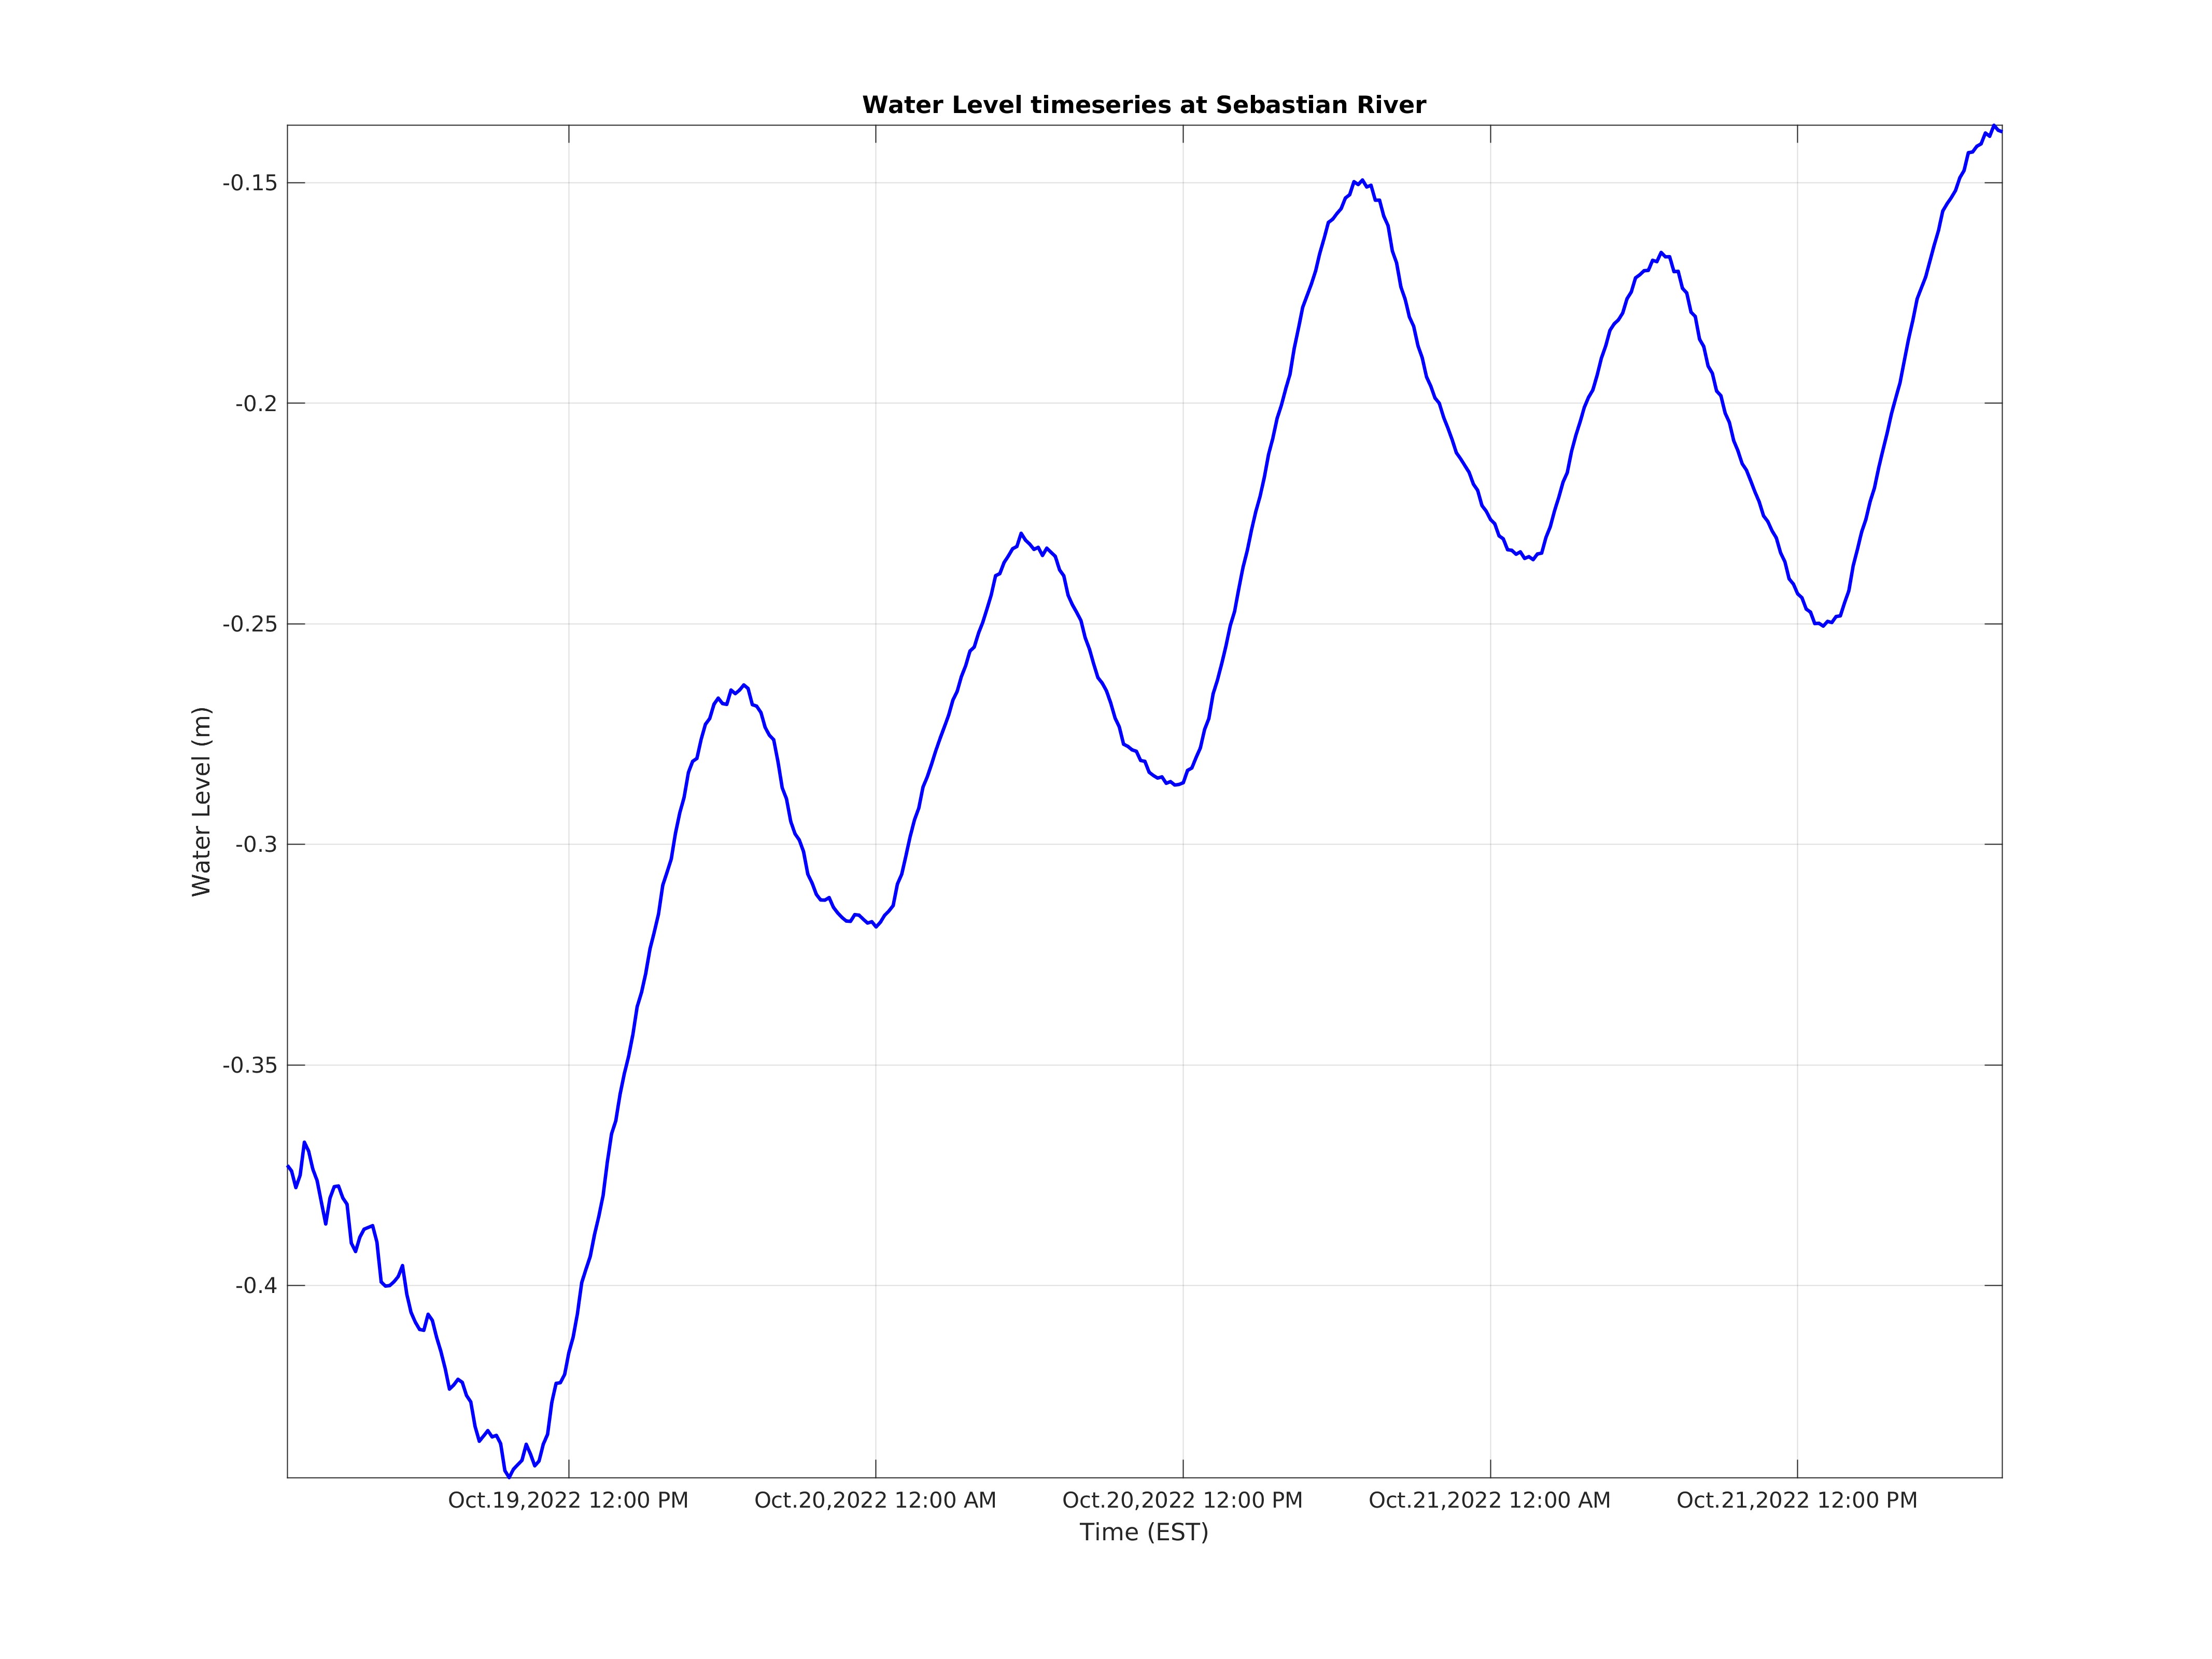 Water Level timeseries at Sebastian River
-0.15
-0.2
-0.25
-0.3
-0.35
-0.4
Water Level (m)
Oct.19,2022 12:00 PM
Oct.20,2022 12:00 AM
Oct.20,2022 12:00 PM
Oct.21,2022 12:00 AM
Oct.21,2022 12:00 PM
Time (EST)